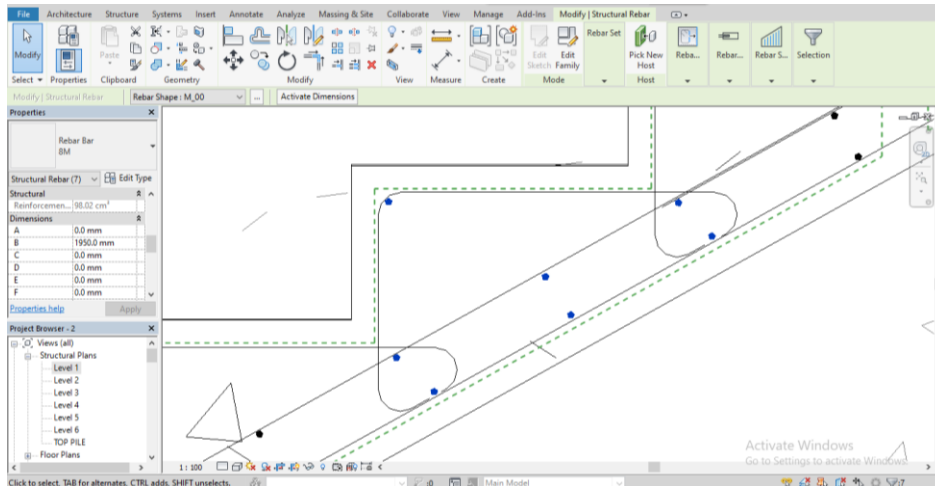 File Architecture Structure Systems Insert Annotate Analyze Massing & Site Collaborate View Manage Add-Ins Modify | Structural Rebar
Modify
Properties
Paste
Edit Sketch
Edit Family
Rebar Set
Pick New Host
Reba...
Rebar...
Rebar S...
Selection
Select Properties Clipboard Geometry Modify View Measure Create Mode Host
Modify | Structural Rebar Rebar Shape : M_00 ... Activate Dimensions
Properties
Rebar Bar
8M
Structural Rebar (7) Edit Type
Structural
Reinforcemen... 98.02 cm³
Dimensions
A 0.0 mm
B 1950.0 mm
C 0.0 mm
D 0.0 mm
E 0.0 mm
F 0.0 mm
Properties help Apply
Project Browser - 2
Views (all)
Structural Plans
Level 1
Level 2
Level 3
Level 4
Level 5
Level 6
TOP PILE
Floor Plans
Activate Windows
Go to Settings to activate Windows.
1 : 100
Click to select, TAB for alternates, CTRL adds, SHIFT unselects. :0 Main Model :7